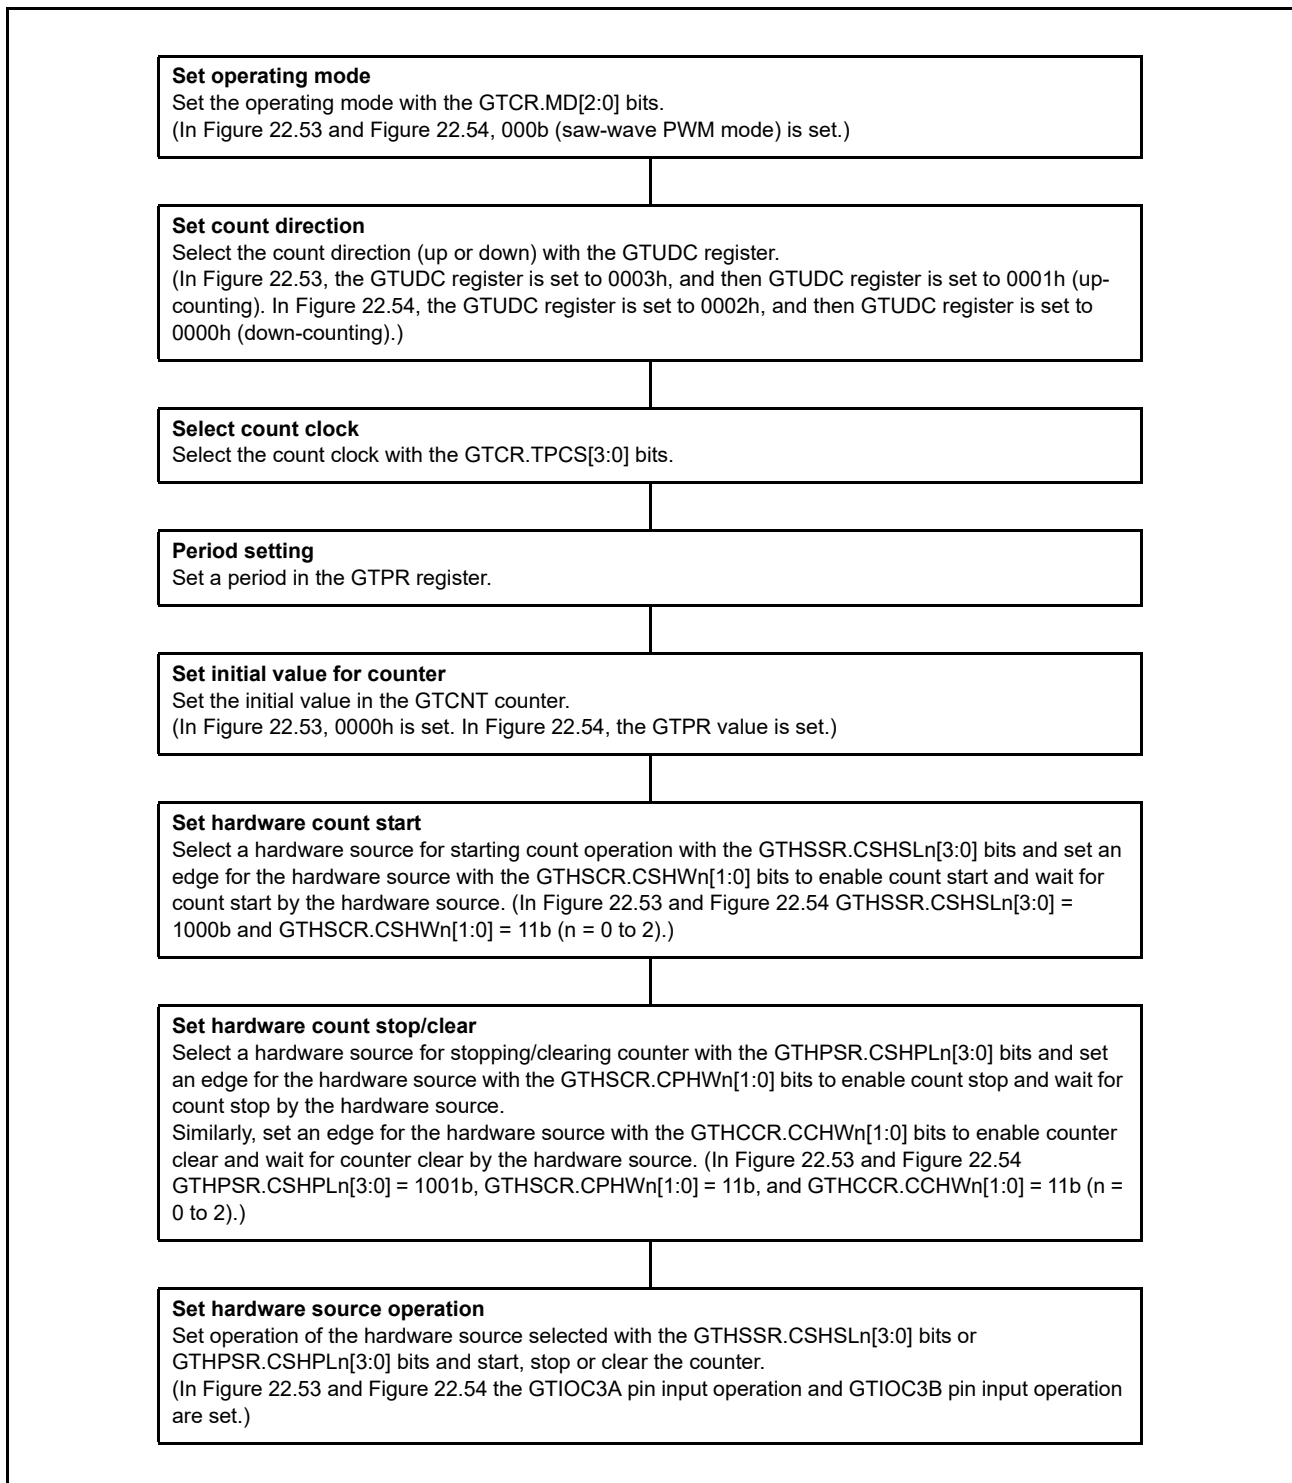 Set operating mode
Set the operating mode with the GTCR.MD[2:0] bits.
(In Figure 22.53 and Figure 22.54, 000b (saw-wave PWM mode) is set.)
Set count direction
Select the count direction (up or down) with the GTUDC register.
(In Figure 22.53, the GTUDC register is set to 0003h, and then GTUDC register is set to 0001h (up-
counting). In Figure 22.54, the GTUDC register is set to 0002h, and then GTUDC register is set to
0000h (down-counting).)
Select count clock
Select the count clock with the GTCR.TPCS[3:0] bits.
Period setting
Set a period in the GTPR register.
Set initial value for counter
Set the initial value in the GTCNT counter.
(In Figure 22.53, 0000h is set. In Figure 22.54, the GTPR value is set.)
Set hardware count start
Select a hardware source for starting count operation with the GTHSSR.CSHSLn[3:0] bits and set an
edge for the hardware source with the GTHSCR.CSHWn[1:0] bits to enable count start and wait for
count start by the hardware source. (In Figure 22.53 and Figure 22.54 GTHSSR.CSHSLn[3:0] =
1000b and GTHSCR.CSHWn[1:0] = 11b (n = 0 to 2).)
Set hardware count stop/clear
Select a hardware source for stopping/clearing counter with the GTHPSR.CSHPLn[3:0] bits and set
an edge for the hardware source with the GTHSCR.CPHWn[1:0] bits to enable count stop and wait for
count stop by the hardware source.
Similarly, set an edge for the hardware source with the GTHCCR.CCHWn[1:0] bits to enable counter
clear and wait for counter clear by the hardware source. (In Figure 22.53 and Figure 22.54
GTHPSR.CSHPLn[3:0] = 1001b, GTHSCR.CPHWn[1:0] = 11b, and GTHCCR.CCHWn[1:0] = 11b (n =
0 to 2).)
Set hardware source operation
Set operation of the hardware source selected with the GTHSSR.CSHSLn[3:0] bits or
GTHPSR.CSHPLn[3:0] bits and start, stop or clear the counter.
(In Figure 22.53 and Figure 22.54 the GTIOC3A pin input operation and GTIOC3B pin input operation
are set.)